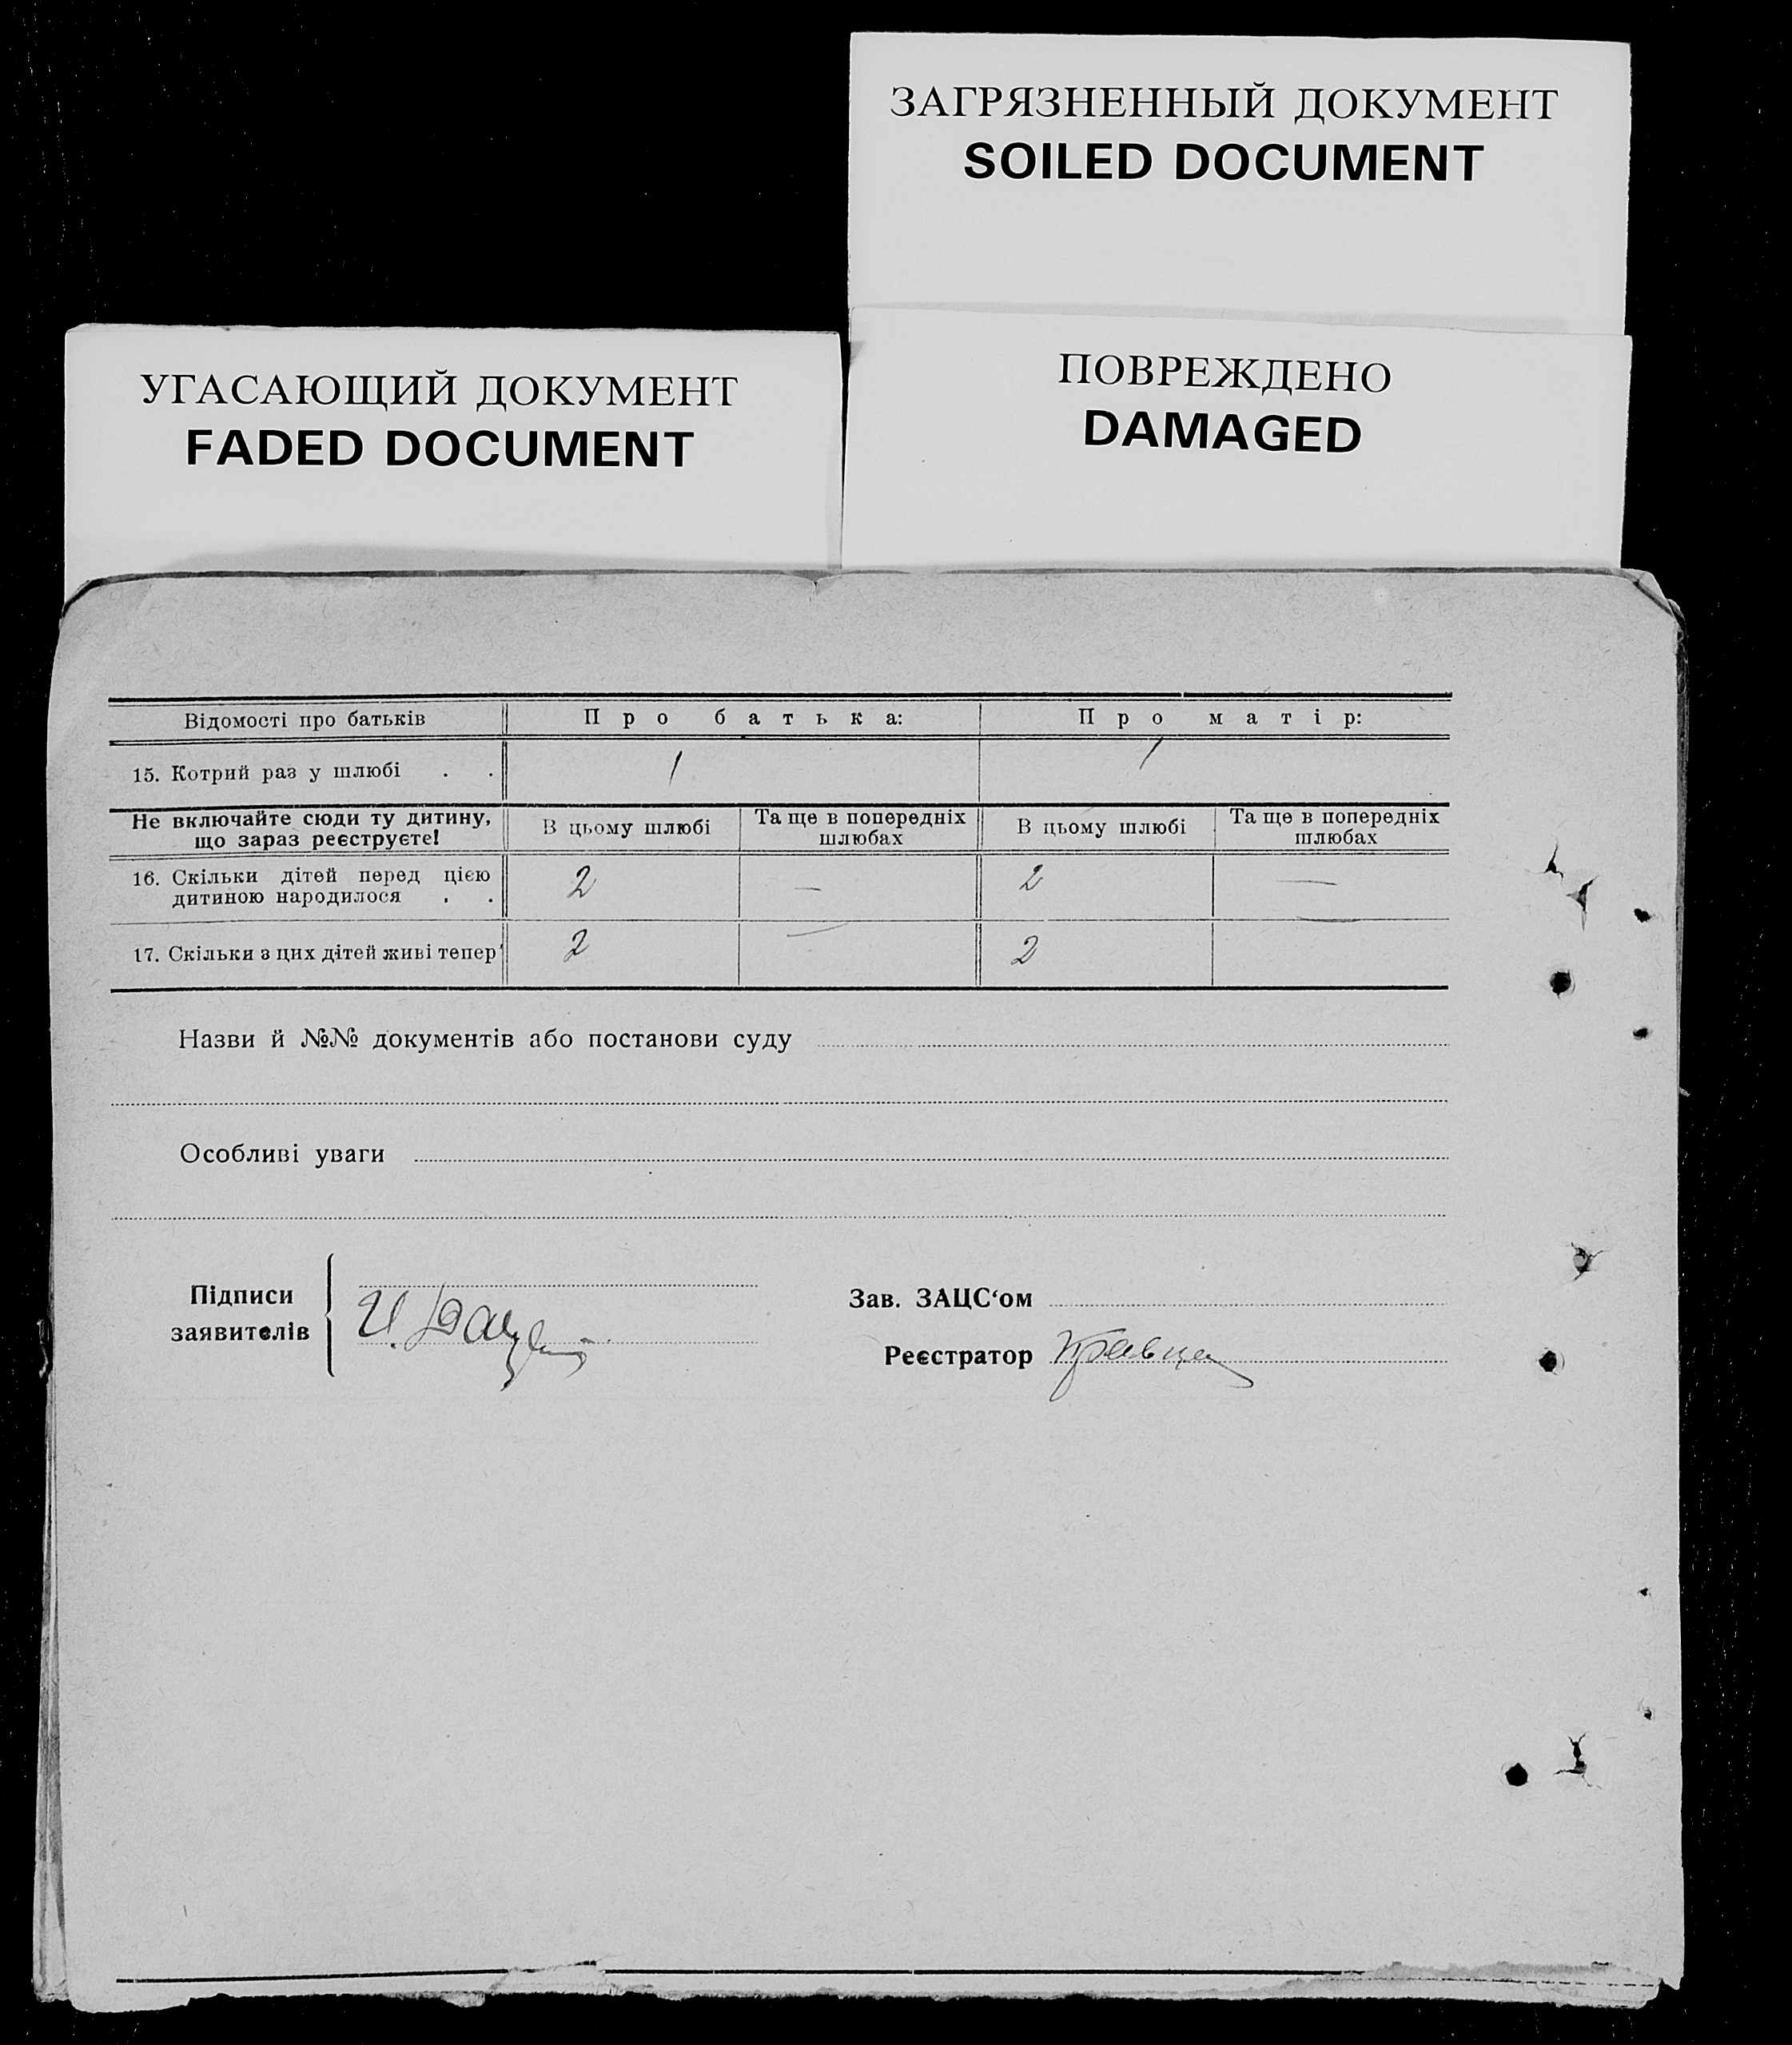 ЗАГРЯЗНЕННЫЙ ДОКУМЕНТ
SOILED DOCUMENT
УГАСАЮЩИЙ ДОКУМЕНТ
FADED DOCUMENT
ПОВРЕЖДЕНО
DAMAGED
Відомості про батьків Про батька: Про матір:
15. Котрий раз у шлюбі . . 1 1
Не включайте сюди ту дитину, що зараз реєструєте! В цьому шлюбі Та ще в попередніх шлюбах В цьому шлюбі Та ще в попередніх шлюбах
16. Скільки дітей перед цією дитиною народилося . . 2 — 2 —
17. Скільки з цих дітей живі тепер 2 — 2 —
Назви й №№ документів або постанови суду
Особливі уваги
Підписи
заявителів
Зав. ЗАЦС‘ом
Реєстратор